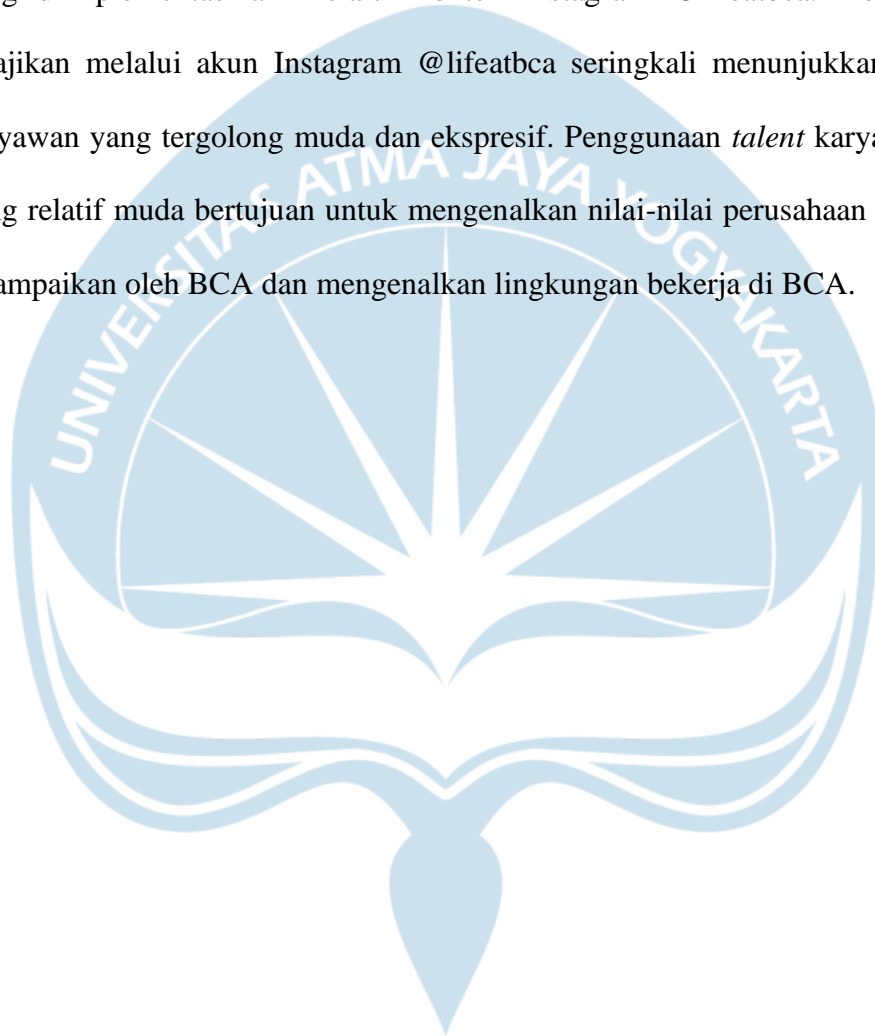 ajikan melalui akun Instagram @lifeatbca seringkali menunjukkan
yawan yang tergolong muda dan ekspresif. Penggunaan talent karya
g relatif muda bertujuan untuk mengenalkan nilai-nilai perusahaan
ampaikan oleh BCA dan mengenalkan lingkungan bekerja di BCA.
UNIVERSITAS ATMA JAYA YOGYAKARTA